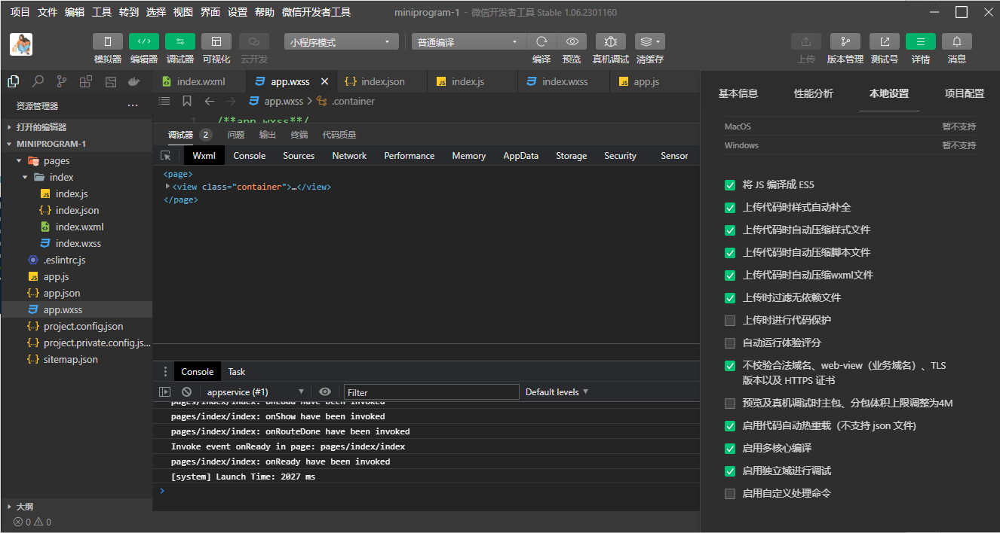 项目 文件 编辑 工具 转到 选择 视图 界面 设置 帮助 微信开发者工具 miniprogram-1 - 微信开发者工具 Stable 1.06.2301160
小程序模式 普通编译
模拟器 编辑器 调试器 可视化 云开发 编译 预览 真机调试 清缓存 上传 版本管理 测试号 详情 消息
资源管理器
打开的编辑器
MINIPROGRAM-1
pages
index
index.js
index.json
index.wxml
index.wxss
.eslintrc.js
app.js
app.json
app.wxss
project.config.json
project.private.config.js...
sitemap.json
大纲
0 0
index.wxml app.wxss index.json index.js index.wxss app.js
app.wxss > .container
1 /**app.wxss**/
调试器 2 问题 输出 终端 代码质量
Wxml Console Sources Network Performance Memory AppData Storage Security Sensor
<page>
<view class="container">…</view>
</page>
Console Task
appservice (#1) Filter Default levels
pages/index/index: onLoad have been invoked
pages/index/index: onShow have been invoked
pages/index/index: onRouteDone have been invoked
Invoke event onReady in page: pages/index/index
pages/index/index: onReady have been invoked
[system] Launch Time: 2027 ms
>
基本信息 性能分析 本地设置 项目配置
MacOS 暂不支持
Windows 暂不支持
将 JS 编译成 ES5
上传代码时样式自动补全
上传代码时自动压缩样式文件
上传代码时自动压缩脚本文件
上传代码时自动压缩wxml文件
上传时过滤无依赖文件
上传时进行代码保护
自动运行体验评分
不校验合法域名、web-view（业务域名）、TLS
版本以及 HTTPS 证书
预览及真机调试时主包、分包体积上限调整为4M
启用代码自动热重载（不支持 json 文件）
启用多核心编译
启用独立域进行调试
启用自定义处理命令